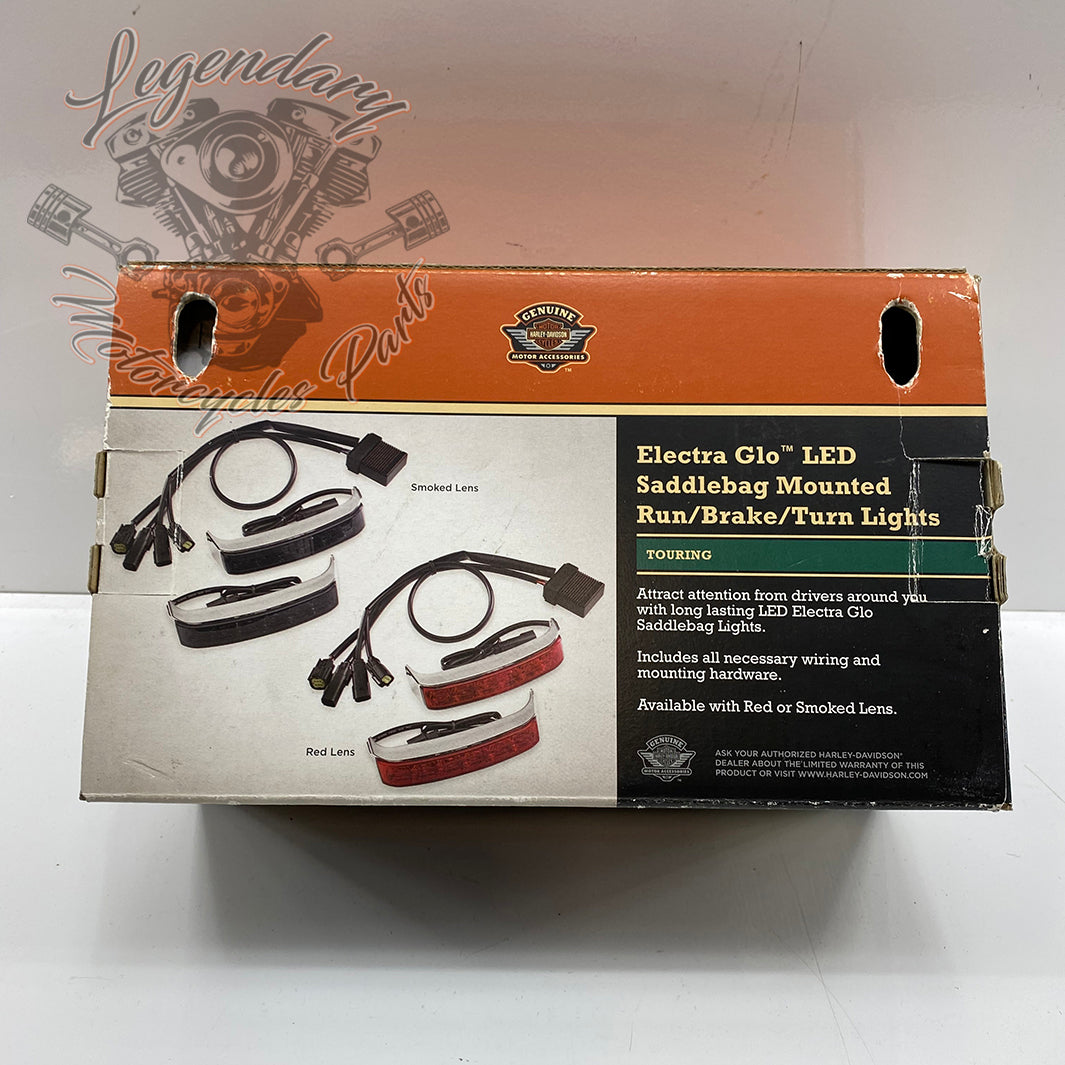 Legendary
Motorcycles Parts
GENUINE
MOTOR
HARLEY-DAVIDSON
CYCLES
MOTOR ACCESSORIES
TM
Smoked Lens
Red Lens
Electra Glo™ LED
Saddlebag Mounted
Run/Brake/Turn Lights
TOURING
Attract attention from drivers around you
with long lasting LED Electra Glo
Saddlebag Lights.
Includes all necessary wiring and
mounting hardware.
Available with Red or Smoked Lens.
GENUINE
MOTOR ACCESSORIES
ASK YOUR AUTHORIZED HARLEY-DAVIDSON®
DEALER ABOUT THE LIMITED WARRANTY OF THIS
PRODUCT OR VISIT WWW.HARLEY-DAVIDSON.COM